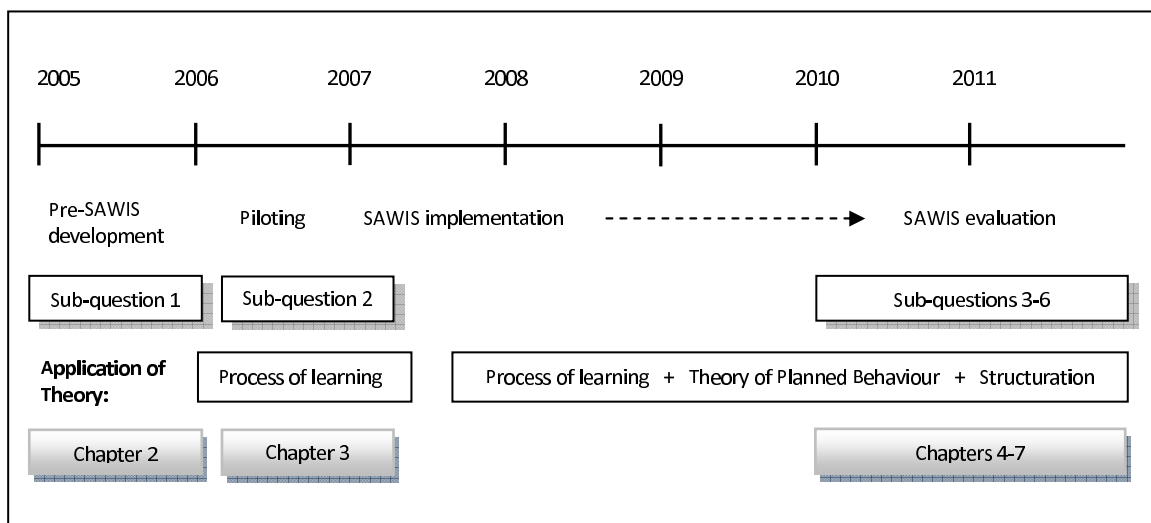 2005 2006 2007 2008 2009 2010 2011
Pre-SAWIS
development
Piloting
SAWIS implementation
SAWIS evaluation
Sub-question 1
Sub-question 2
Sub-questions 3-6
Application of
Theory:
Process of learning
Process of learning + Theory of Planned Behaviour + Structuration
Chapter 2
Chapter 3
Chapters 4-7